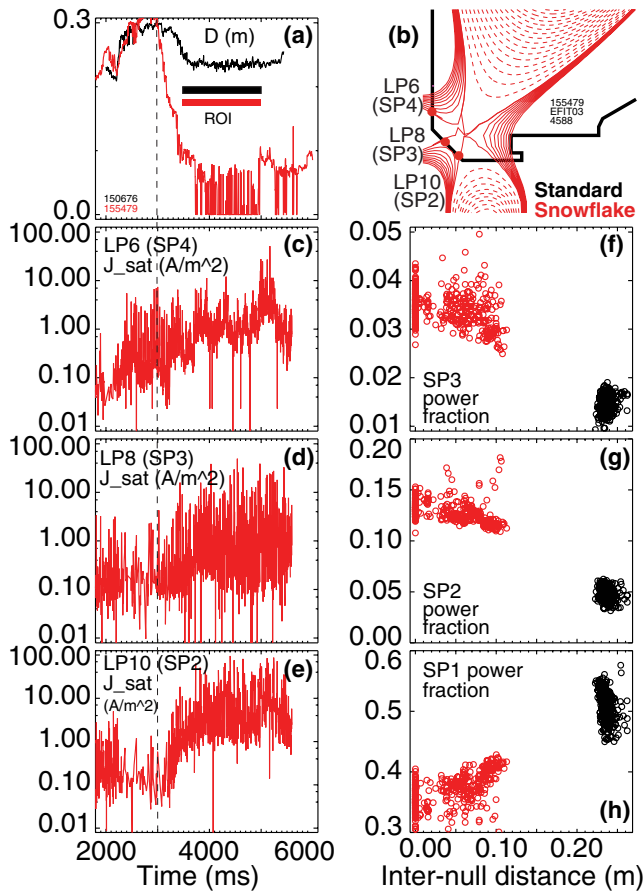 0.3
0.0
D (m)
(a)
ROI
150676
155479
(b)
LP6
(SP4)
LP8
(SP3)
LP10
(SP2)
155479
EFIT03
4588
Standard
Snowflake
100.00
10.00
1.00
0.10
0.01
LP6 (SP4)
J_sat (A/m^2)
(c)
0.05
0.04
0.03
0.02
0.01
(f)
SP3
power
fraction
100.00
10.00
1.00
0.10
0.01
LP8 (SP3)
J_sat (A/m^2)
(d)
0.20
0.15
0.10
0.05
0.00
(g)
SP2
power
fraction
100.00
10.00
1.00
0.10
0.01
LP10 (SP2)
J_sat
(A/m^2)
(e)
0.6
0.5
0.4
0.3
SP1 power
fraction
(h)
2000 4000 6000
Time (ms)
0.00 0.10 0.20
Inter-null distance (m)